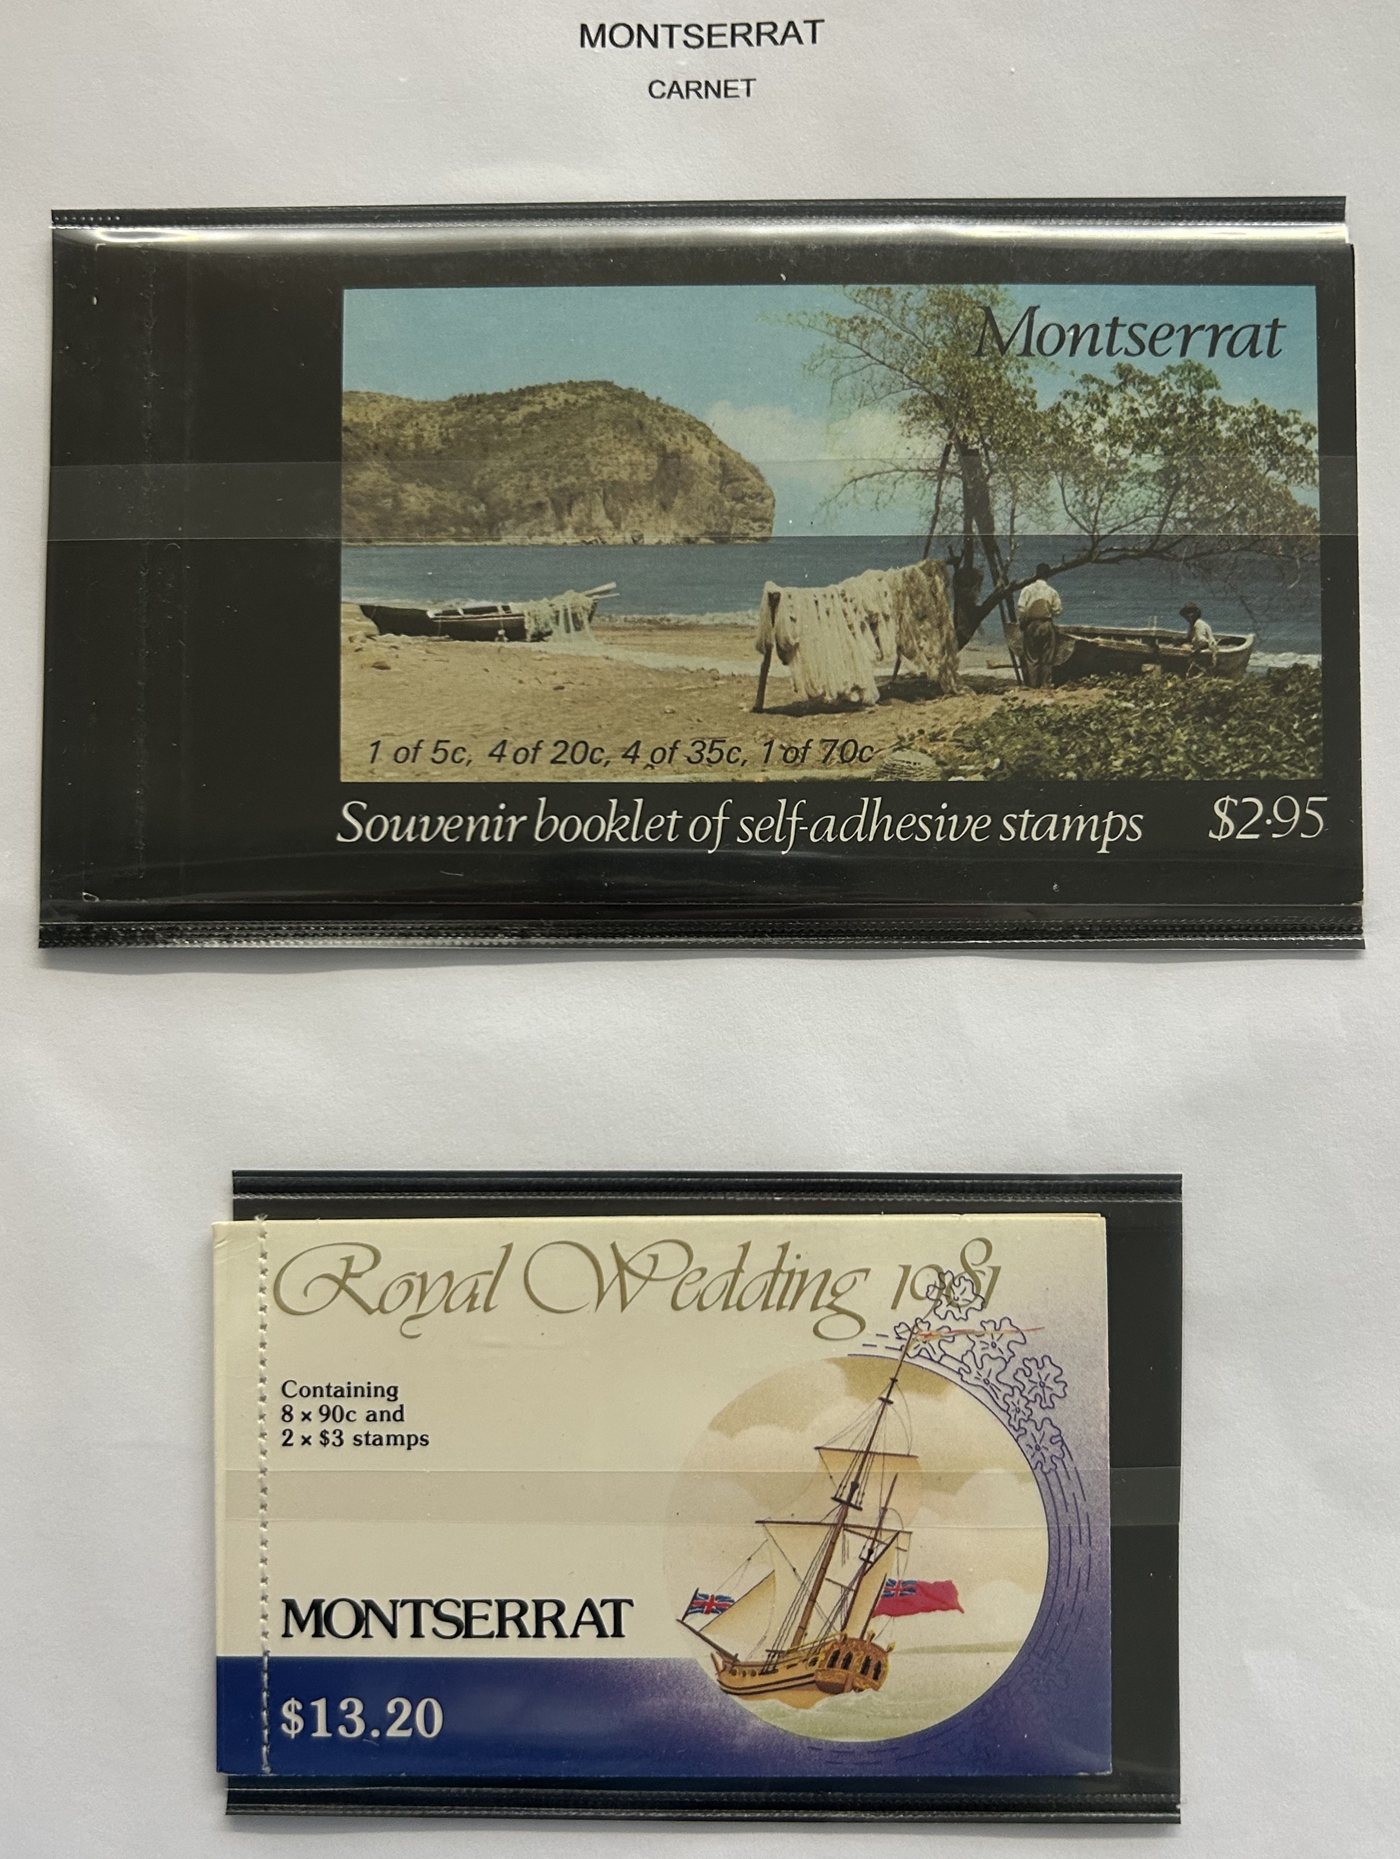 MONTSERRAT
CARNET
Montserrat
1 of 5c, 4 of 20c, 4 of 35c, 1 of 70c
Souvenir booklet of self-adhesive stamps $2·95
Royal Wedding 1981
Containing
8 x 90c and
2 x $3 stamps
MONTSERRAT
$13.20